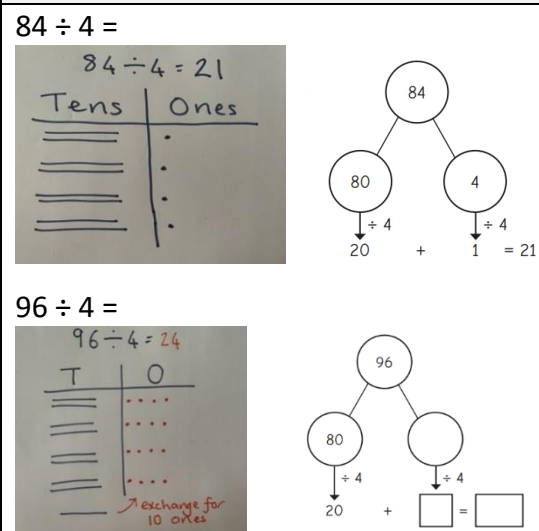 84 ÷ 4 =
84 ÷ 4 = 21
Tens Ones
84
80 4
÷ 4 ÷ 4
20 + 1 = 21
96 ÷ 4 =
96 ÷ 4 = 24
T O
exchange for
10 ones
96
80
÷ 4 ÷ 4
20 + =